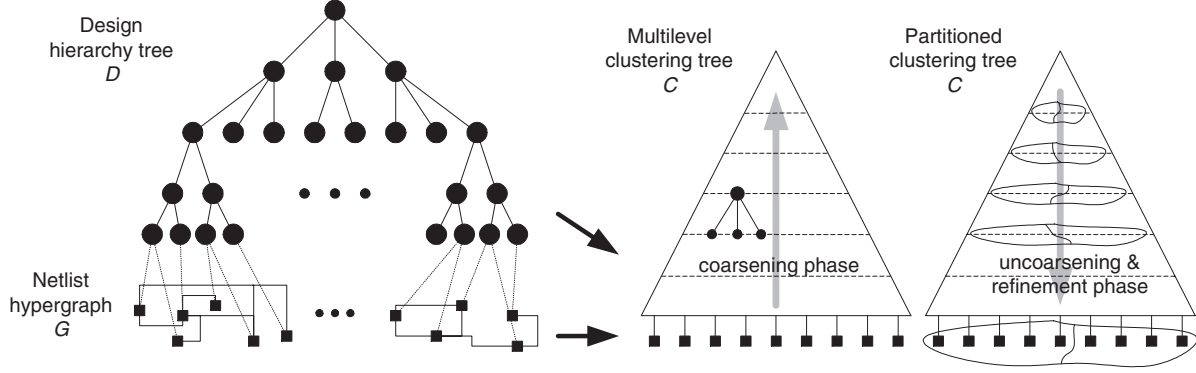 Design
hierarchy tree
D
Netlist
hypergraph
G
Multilevel
clustering tree
C
coarsening phase
Partitioned
clustering tree
C
uncoarsening &
refinement phase